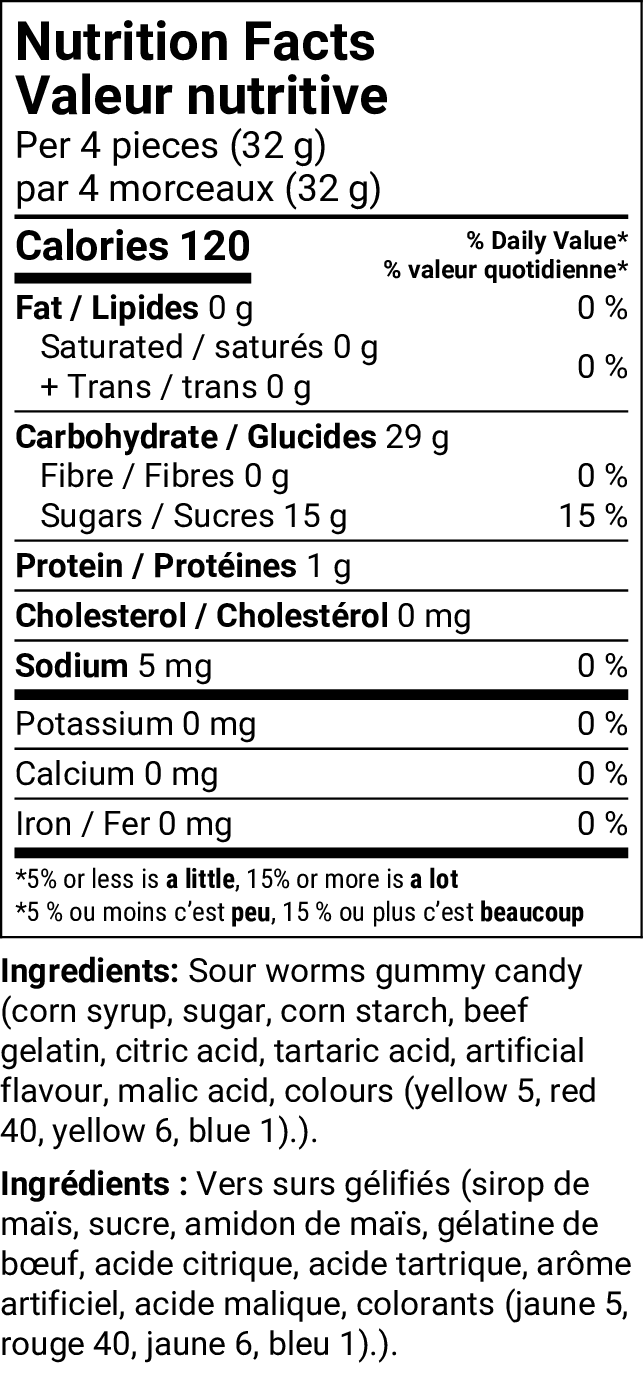 Nutrition Facts
Valeur nutritive
Per 4 pieces (32 g)
par 4 morceaux (32 g)
Calories 120
% Daily Value*
% valeur quotidienne*
Fat / Lipides 0 g 0 %
Saturated / saturés 0 g
+ Trans / trans 0 g
0 %
Carbohydrate / Glucides 29 g
Fibre / Fibres 0 g 0 %
Sugars / Sucres 15 g 15 %
Protein / Protéines 1 g
Cholesterol / Cholestérol 0 mg
Sodium 5 mg 0 %
Potassium 0 mg 0 %
Calcium 0 mg 0 %
Iron / Fer 0 mg 0 %
*5% or less is a little, 15% or more is a lot
*5 % ou moins c’est peu, 15 % ou plus c’est beaucoup
Ingredients: Sour worms gummy candy
(corn syrup, sugar, corn starch, beef
gelatin, citric acid, tartaric acid, artificial
flavour, malic acid, colours (yellow 5, red
40, yellow 6, blue 1).).
Ingrédients : Vers surs gélifiés (sirop de
maïs, sucre, amidon de maïs, gélatine de
bœuf, acide citrique, acide tartrique, arôme
artificiel, acide malique, colorants (jaune 5,
rouge 40, jaune 6, bleu 1).).